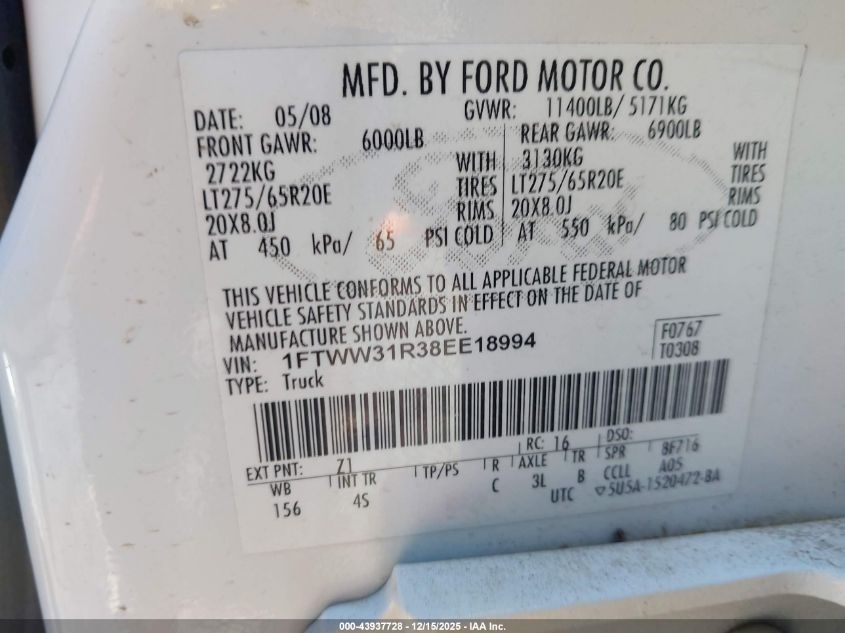 MFD. BY FORD MOTOR CO.
DATE: 05/08 GVWR: 11400LB/ 5171KG
FRONT GAWR: 6000LB REAR GAWR: 6900LB
2722KG WITH 3130KG WITH
LT275/65R20E TIRES LT275/65R20E TIRES
20X8.0J RIMS 20X8.0J RIMS
AT 450 kPa/ 65 PSI COLD AT 550 kPa/ 80 PSI COLD
THIS VEHICLE CONFORMS TO ALL APPLICABLE FEDERAL MOTOR
VEHICLE SAFETY STANDARDS IN EFFECT ON THE DATE OF
MANUFACTURE SHOWN ABOVE.
VIN: 1FTWW31R38EE18994 F0767
TYPE: Truck T0308
EXT PNT: Z1 RC: 16 DSO:
WB INT TR TP/PS R AXLE TR SPR 8F716
156 4S C 3L B CCLL A05
UTC ▽5U5A-1520472-BA
000-43937728 - 12/15/2025 - IAA Inc.